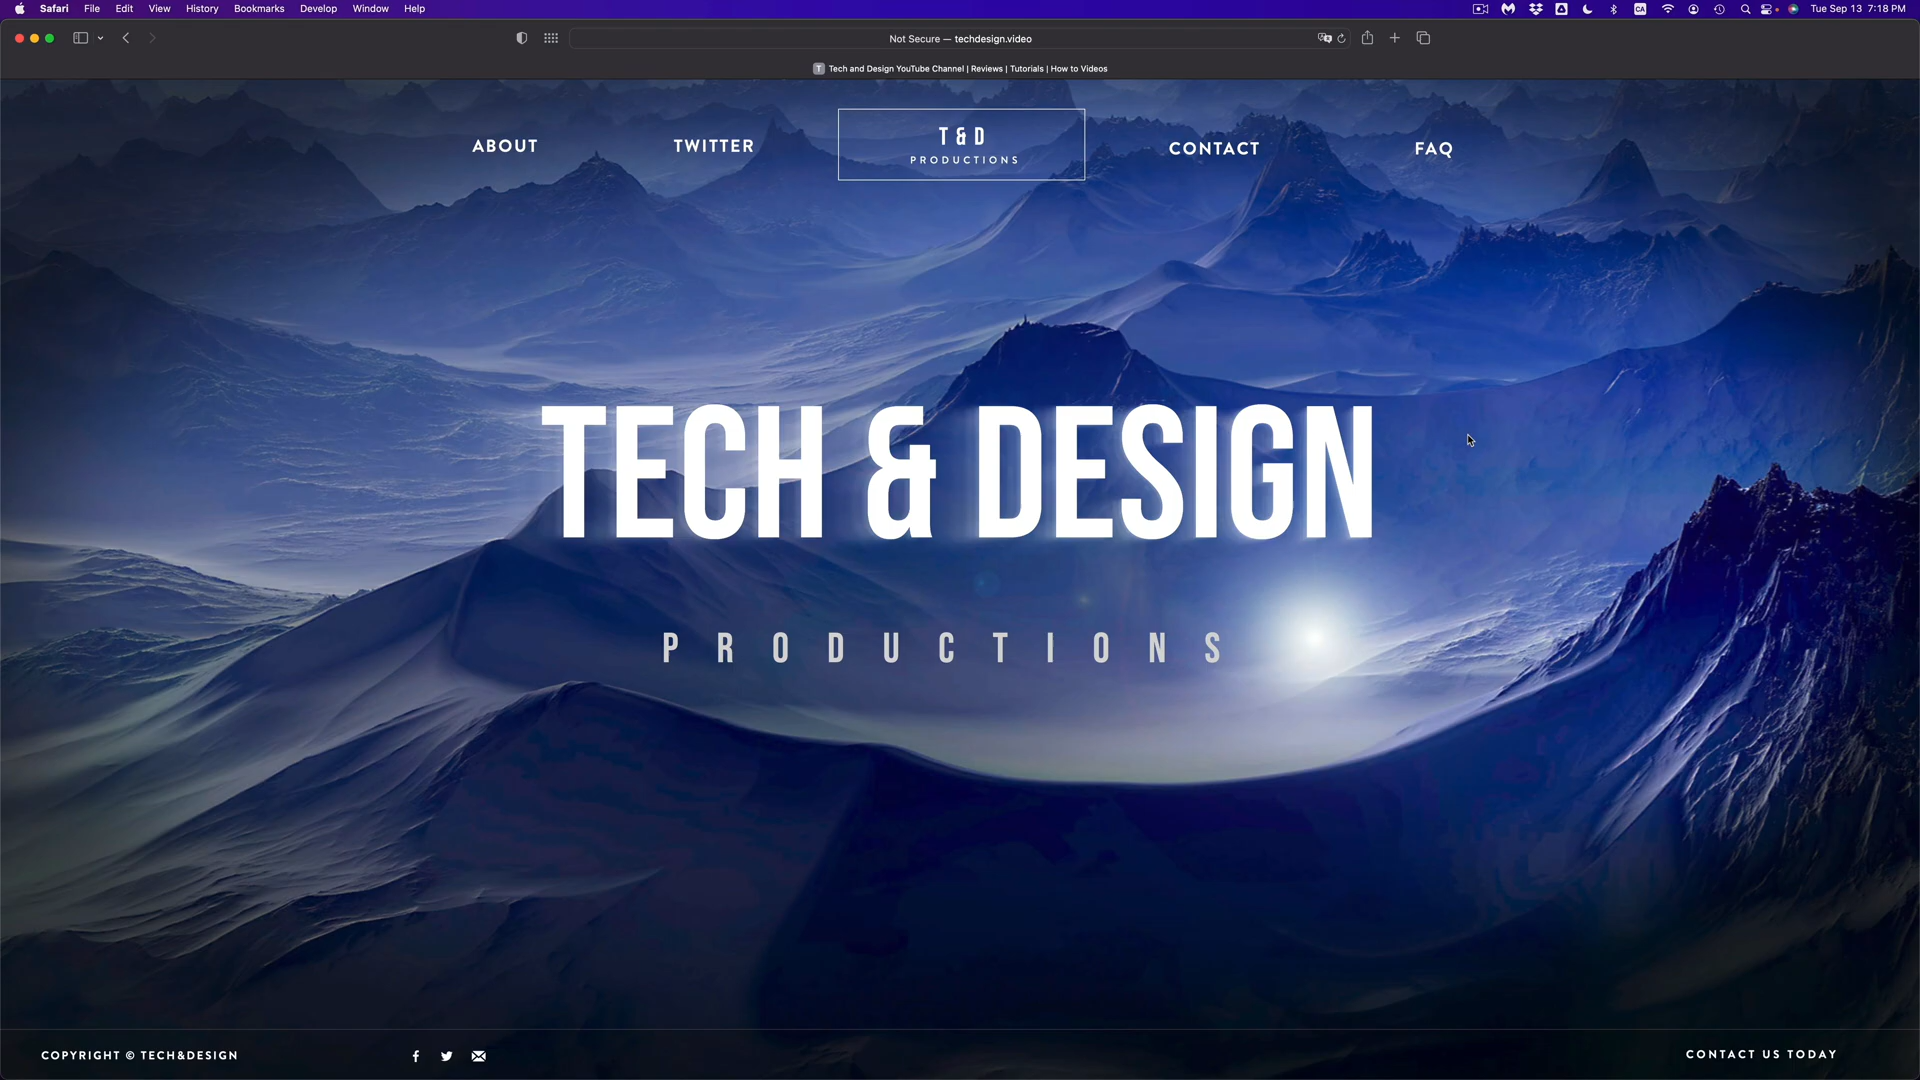 Safari File Edit View History Bookmarks Develop Window Help
CA
Tue Sep 13 7:18 PM
Not Secure — techdesign.video
T Tech and Design YouTube Channel | Reviews | Tutorials | How to Videos
ABOUT
TWITTER
T & D
PRODUCTIONS
CONTACT
FAQ
TECH & DESIGN
PRODUCTIONS
COPYRIGHT © TECH&DESIGN
CONTACT US TODAY